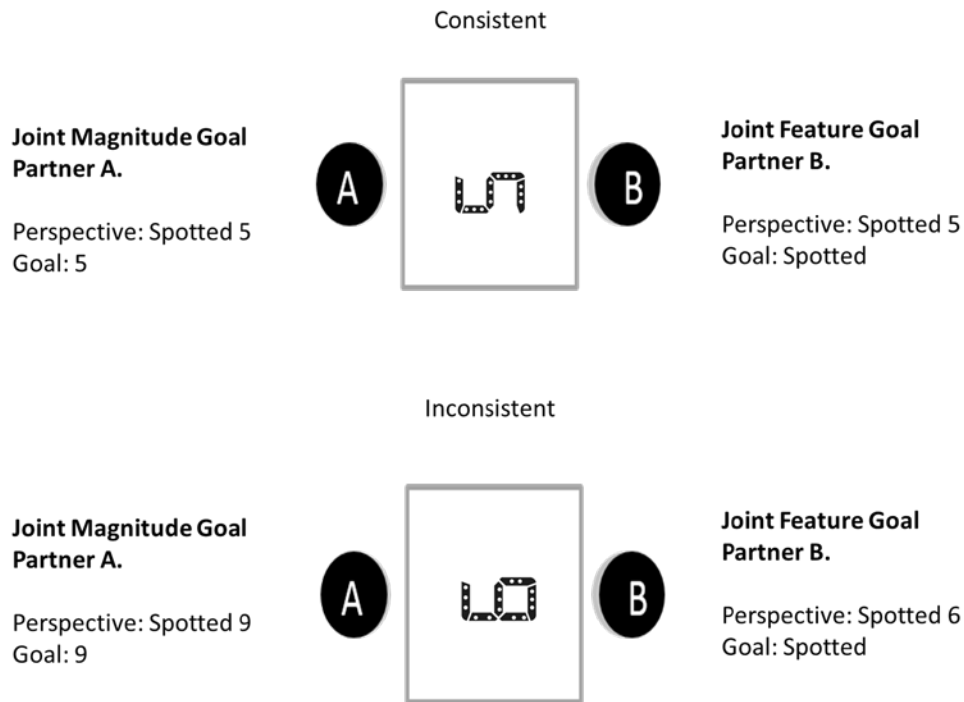 Consistent
Joint Magnitude Goal
Partner A.
Perspective: Spotted 5
Goal: 5
A
5
B
Joint Feature Goal
Partner B.
Perspective: Spotted 5
Goal: Spotted
Inconsistent
Joint Magnitude Goal
Partner A.
Perspective: Spotted 9
Goal: 9
A
9
B
Joint Feature Goal
Partner B.
Perspective: Spotted 6
Goal: Spotted